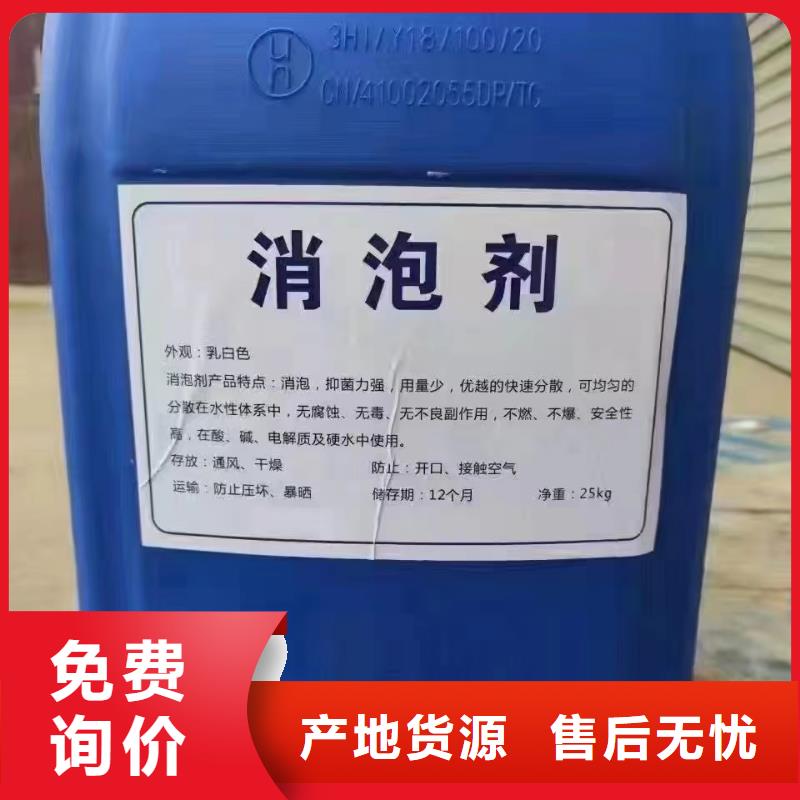 3H1/Y18/100/20
CN/41002055DP/TC
消泡剂
外观：乳白色
消泡剂产品特点：消泡，抑菌力强，用量少，优越的快速分散，可均匀的
分散在水性体系中，无腐蚀、无毒、无不良副作用，不燃、不爆、安全性
高，在酸、碱、电解质及硬水中使用。
存放：通风、干燥 防止：开口、接触空气
运输：防止压坏、暴晒 储存期：12个月 净重：25kg
免费
询价
产地货源 售后无忧